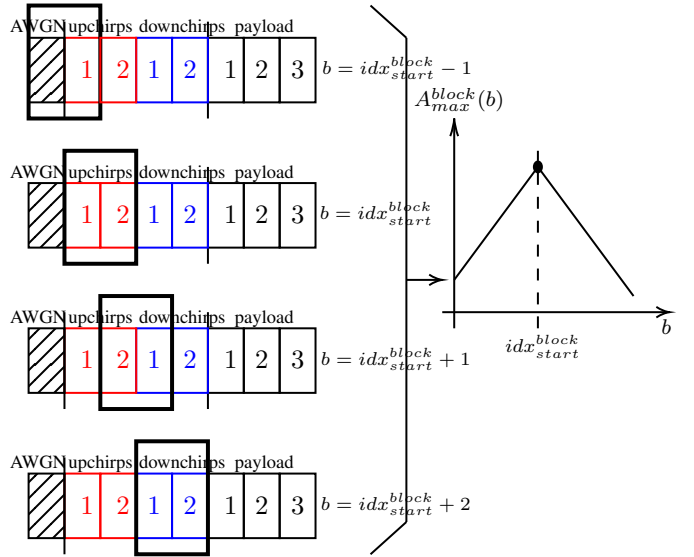 AWGN upchirps downchirps payload
1 2 1 2 1 2 3 b = idx_{start}^{block} − 1
A_{max}^{block}(b)
AWGN upchirps downchirps payload
1 2 1 2 1 2 3 b = idx_{start}^{block}
AWGN upchirps downchirps payload
1 2 1 2 1 2 3 b = idx_{start}^{block} + 1
b
idx_{start}^{block}
AWGN upchirps downchirps payload
1 2 1 2 1 2 3 b = idx_{start}^{block} + 2